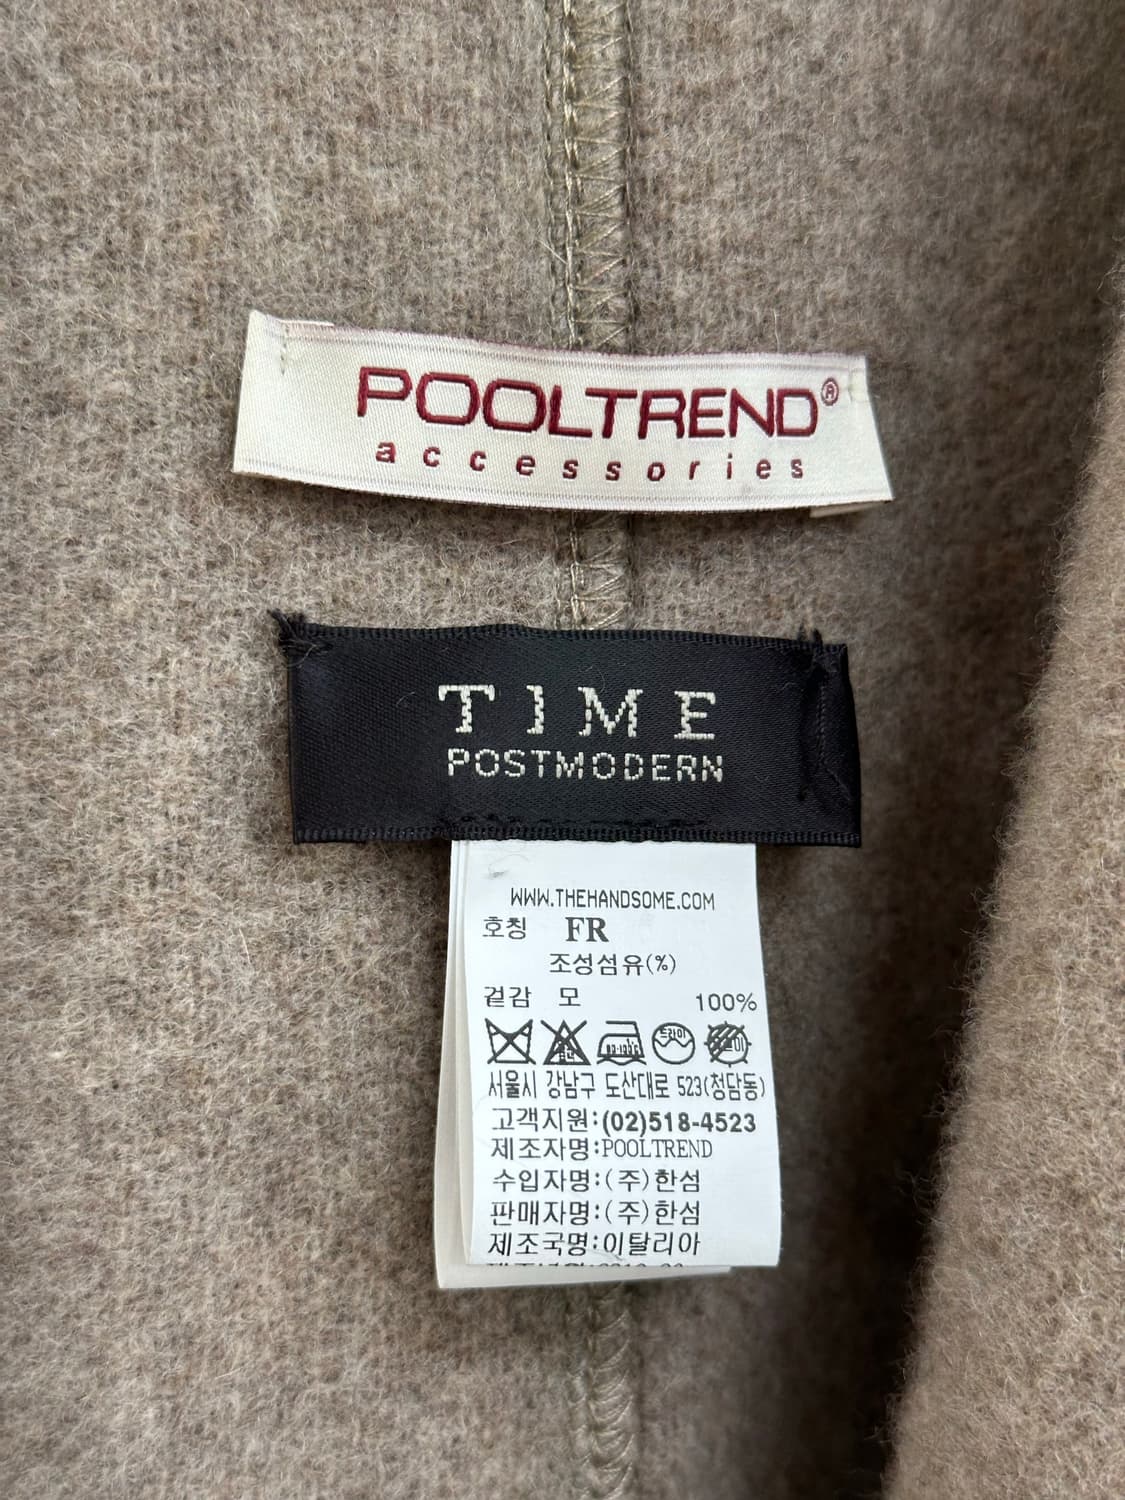 POOLTREND®
accessories
TIME
POSTMODERN
WWW.THEHANDSOME.COM
호칭 FR
조성섬유(%)
겉감 모 100%
드라이
서울시 강남구 도산대로 523(청담동)
고객지원:(02)518-4523
제조자명:POOLTREND
수입자명:(주)한섬
판매자명:(주)한섬
제조국명:이탈리아